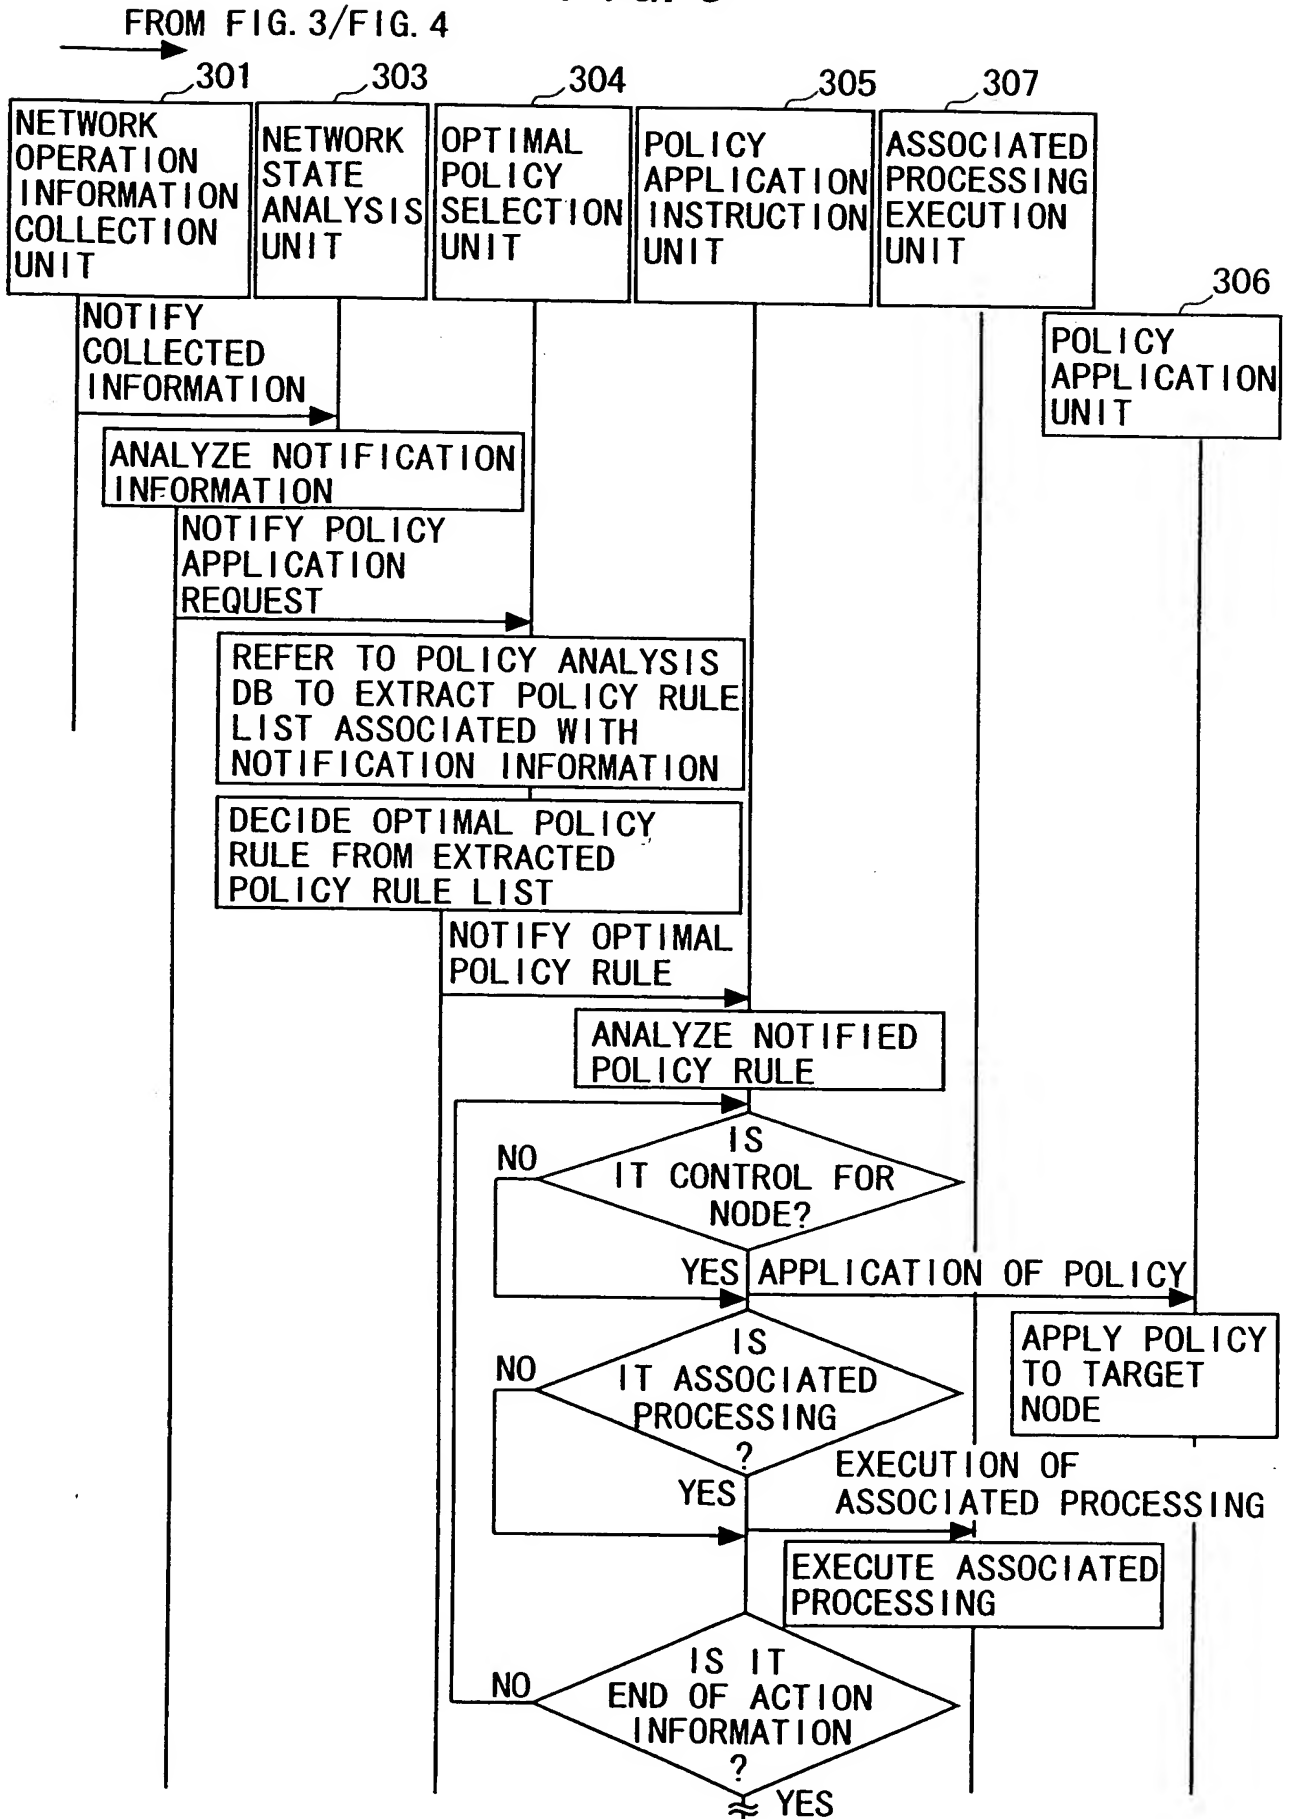 FROM FIG. 3/FIG. 4
301
303
304
305
307
NETWORK
OPERATION
INFORMATION
COLLECTION
UNIT
NETWORK
STATE
ANALYSIS
UNIT
OPTIMAL
POLICY
SELECTION
UNIT
POLICY
APPLICATION
INSTRUCTION
UNIT
ASSOCIATED
PROCESSING
EXECUTION
UNIT
306
POLICY
APPLICATION
UNIT
NOTIFY
COLLECTED
INFORMATION
ANALYZE NOTIFICATION
INFORMATION
NOTIFY POLICY
APPLICATION
REQUEST
REFER TO POLICY ANALYSIS
DB TO EXTRACT POLICY RULE
LIST ASSOCIATED WITH
NOTIFICATION INFORMATION
DECIDE OPTIMAL POLICY
RULE FROM EXTRACTED
POLICY RULE LIST
NOTIFY OPTIMAL
POLICY RULE
ANALYZE NOTIFIED
POLICY RULE
IS
IT CONTROL FOR
NODE?
NO
YES
APPLICATION OF POLICY
APPLY POLICY
TO TARGET
NODE
IS
IT ASSOCIATED
PROCESSING
?
NO
YES
EXECUTION OF
ASSOCIATED PROCESSING
EXECUTE ASSOCIATED
PROCESSING
IS IT
END OF ACTION
INFORMATION
?
NO
YES